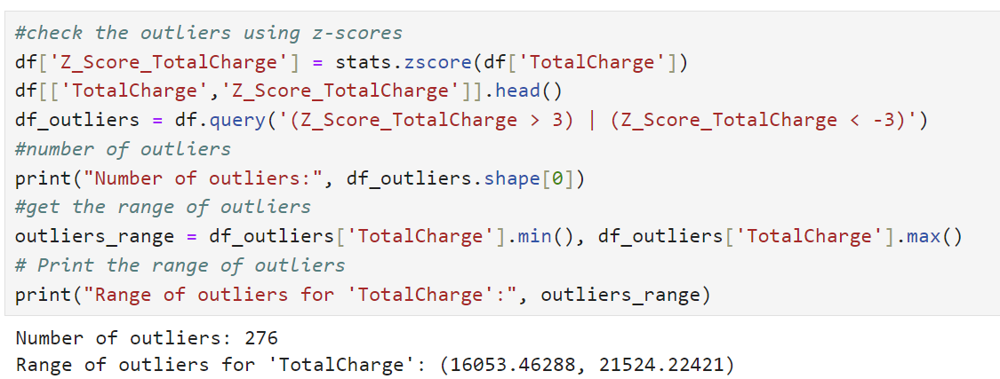 #check the outliers using z-scores
df['Z_Score_TotalCharge'] = stats.zscore(df['TotalCharge'])
df[['TotalCharge','Z_Score_TotalCharge']].head()
df_outliers = df.query('(Z_Score_TotalCharge > 3) | (Z_Score_TotalCharge < -3)')
#number of outliers
print("Number of outliers:", df_outliers.shape[0])
#get the range of outliers
outliers_range = df_outliers['TotalCharge'].min(), df_outliers['TotalCharge'].max()
# Print the range of outliers
print("Range of outliers for 'TotalCharge':", outliers_range)
Number of outliers: 276
Range of outliers for 'TotalCharge': (16053.46288, 21524.22421)